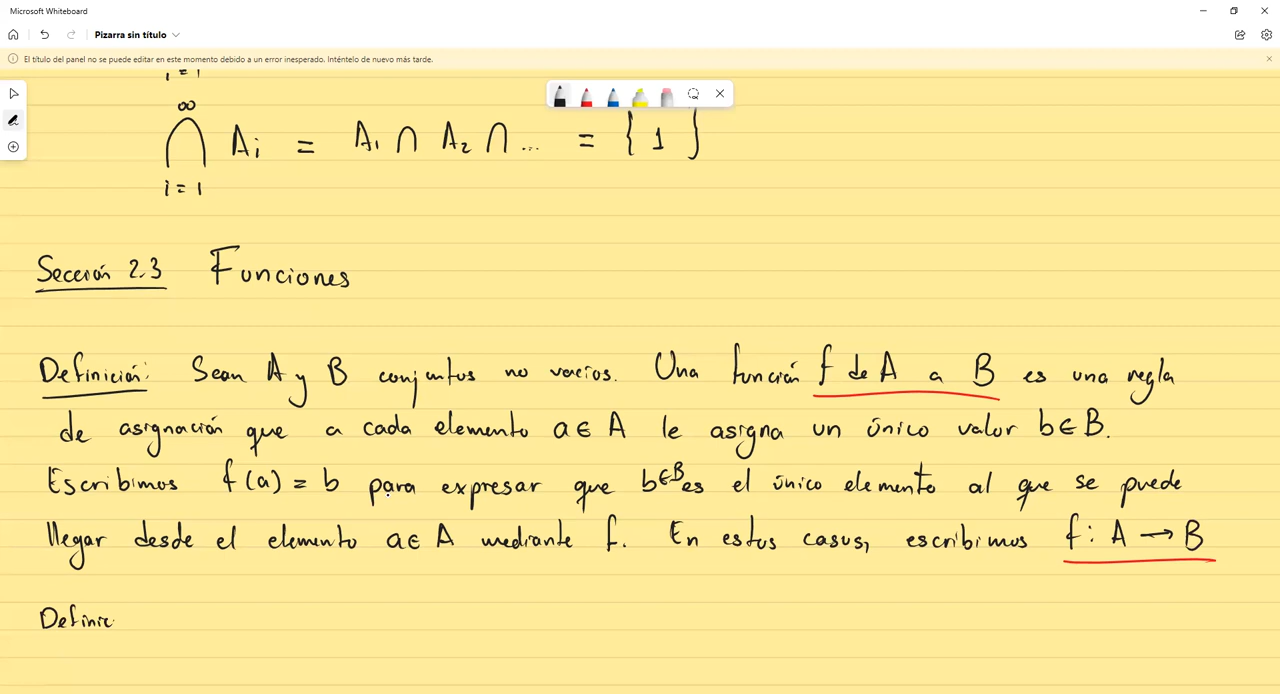 Microsoft Whiteboard
Pizarra sin título
El título del panel no se puede editar en este momento debido a un error inesperado. Inténtelo de nuevo más tarde.
i = 1
∞
⋂ Ai = A1 ∩ A2 ∩ ... = { 1 }
i = 1
Sección 2.3 Funciones
Definición: Sean A y B conjuntos no vacíos. Una función f de A a B es una regla
de asignación que a cada elemento a ∈ A le asigna un único valor b ∈ B.
Escribimos f(a) = b para expresar que b ∈ B es el único elemento al que se puede
llegar desde el elemento a ∈ A mediante f. En estos casos, escribimos f: A → B
Definic